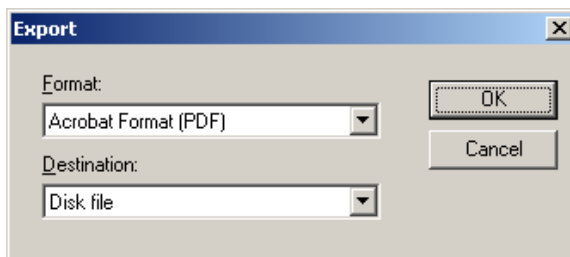 Export
Format:
Acrobat Format (PDF)
OK
Cancel
Destination:
Disk file